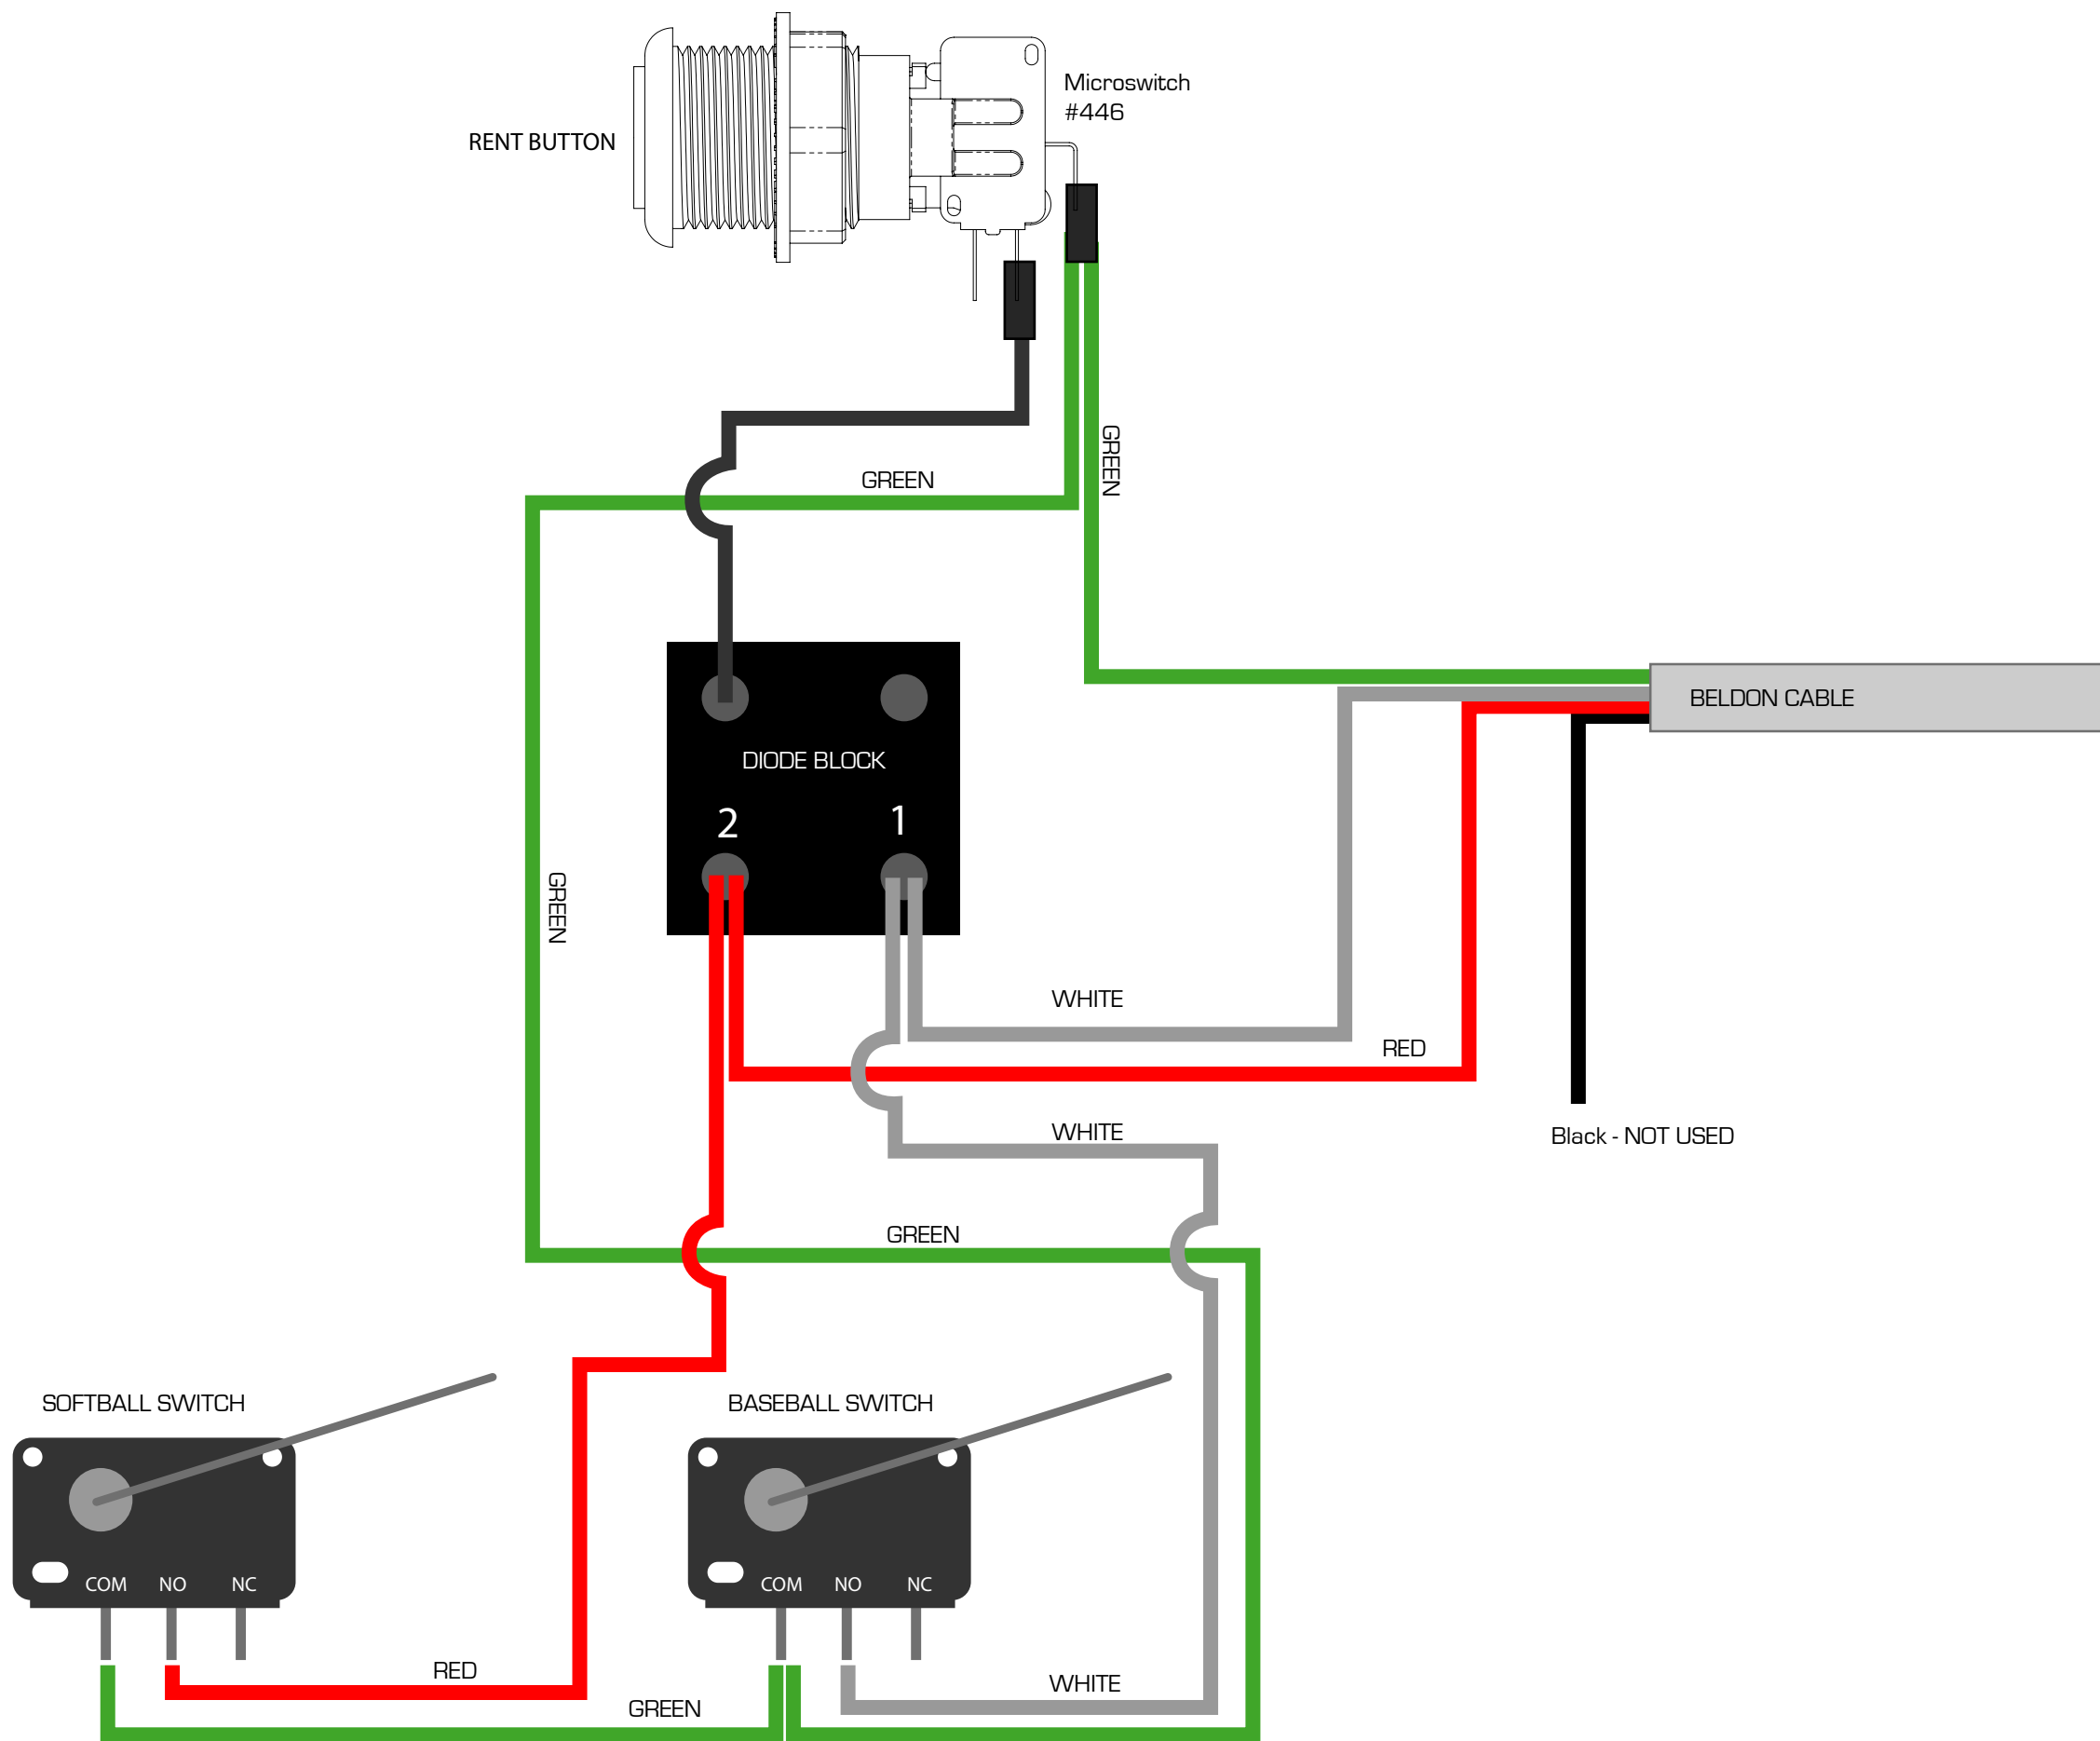 Microswitch
#446
RENT BUTTON
GREEN
GREEN
BELDON CABLE
DIODE BLOCK
2
1
GREEN
WHITE
RED
WHITE
Black - NOT USED
GREEN
SOFTBALL SWITCH
BASEBALL SWITCH
COM NO NC
COM NO NC
RED
WHITE
GREEN